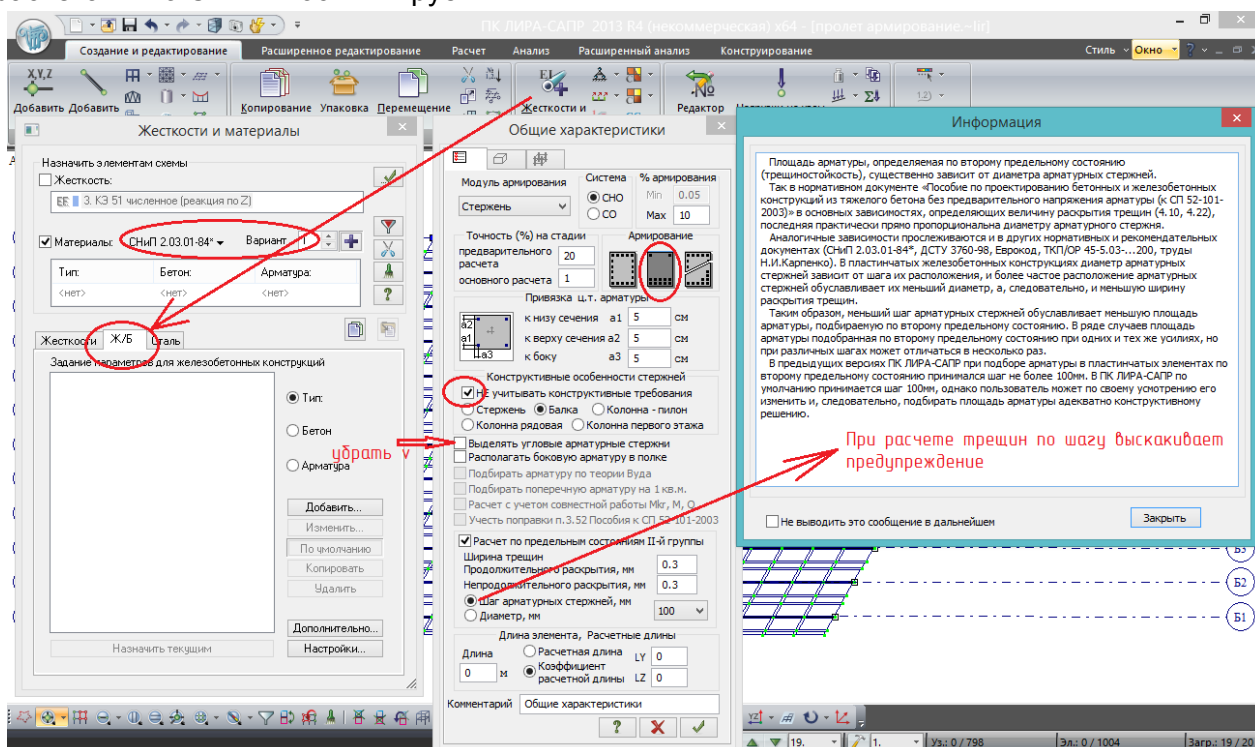 ПК ЛИРА-САПР 2013 R4 (некоммерческая) x64 - [пролет армирование.~lir]
Создание и редактирование
Расширенное редактирование
Расчет
Анализ
Расширенный анализ
Конструирование
Стиль
Окно
X,Y,Z
Добавить
Добавить
Копирование
Упаковка
Перемещение
Жесткости и
Редактор
Жесткости и материалы
Назначить элементам схемы
Жесткость:
3. КЭ 51 численное (реакция по Z)
Материалы:
СНиП 2.03.01-84*
Вариант
1
Тип:
Бетон:
Арматура:
<нет>
<нет>
<нет>
Жесткости
Ж/Б
Сталь
Задание параметров для железобетонных конструкций
Тип:
Бетон
Арматура
Добавить...
Изменить...
По умолчанию
Копировать
Удалить
Дополнительно...
Назначить текущим
Настройки...
убрать v
Общие характеристики
Модуль армирования
Стержень
Система
СНО
СО
% армирования
Min 0.05
Max 10
Точность (%) на стадии
предварительного расчета 20
основного расчета 1
Армирование
Привязка ц.т. арматуры
a2
a1
a3
к низу сечения a1 5 см
к верху сечения a2 5 см
к боку a3 5 см
Конструктивные особенности стержней
НЕ учитывать конструктивные требования
Стержень
Балка
Колонна - пилон
Колонна рядовая
Колонна первого этажа
Выделять угловые арматурные стержни
Располагать боковую арматуру в полке
Подбирать арматуру по теории Вуда
Подбирать поперечную арматуру на 1 кв.м.
Расчет с учетом совместной работы Mkr, M, Q
Учесть поправки п.3.52 Пособия к СП 52-101-2003
Расчет по предельным состояниям II-й группы
Ширина трещин
Продолжительного раскрытия, мм 0.3
Непродолжительного раскрытия, мм 0.3
Шаг арматурных стержней, мм
Диаметр, мм
100
Длина элемента, Расчетные длины
Длина
0 м
Расчетная длина
Коэффициент расчетной длины
LY 0
LZ 0
Комментарий
Общие характеристики
Информация
Площадь арматуры, определяемая по второму предельному состоянию
(трещиностойкость), существенно зависит от диаметра арматурных стержней.
Так в нормативном документе «Пособие по проектированию бетонных и железобетонных
конструкций из тяжелого бетона без предварительного напряжения арматуры (к СП 52-101-
2003)» в основных зависимостях, определяющих величину раскрытия трещин (4.10, 4.22),
последняя практически прямо пропорциональна диаметру арматурного стержня.
Аналогичные зависимости прослеживаются и в других нормативных и рекомендательных
документах (СниП 2.03.01-84*, ДСТУ 3760-98, Еврокод, ТКП/ОР 45-5.03-...200, труды
Н.И.Карпенко). В пластинчатых железобетонных конструкциях диаметр арматурных
стержней зависит от шага их расположения, и более частое расположение арматурных
стержней обуславливает их меньший диаметр, а, следовательно, и меньшую ширину
раскрытия трещин.
Таким образом, меньший шаг арматурных стержней обуславливает меньшую площадь
арматуры, подбираемую по второму предельному состоянию. В ряде случаев площадь
арматуры подобранная по второму предельному состоянию при одних и тех же усилиях, но
при различных шагах может отличаться в несколько раз.
В предыдущих версиях ПК ЛИРА-САПР при подборе арматуры в пластинчатых элементах по
второму предельному состоянию принимался шаг не более 100мм. В ПК ЛИРА-САПР по
умолчанию принимается шаг 100мм, однако пользователь может по своему усмотрению его
изменить и, следовательно, подбирать площадь арматуры адекватно конструктивному
решению.
При расчете трещин по шагу выскакивает
предупреждение
Не выводить это сообщение в дальнейшем
Закрыть
Б3
Б2
Б1
19.
1.
Уз.: 0 / 798
Эл.: 0 / 1004
Загр.: 19 / 20